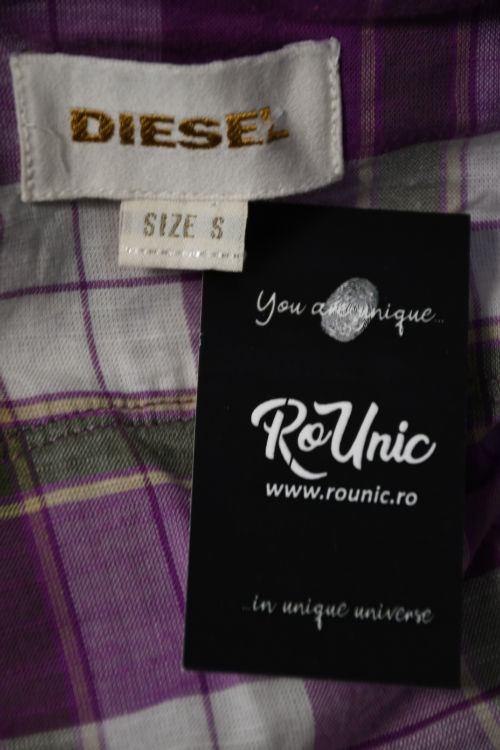 DIESEL
SIZE S
You are unique...
RoUnic
www.rounic.ro
...in unique universe